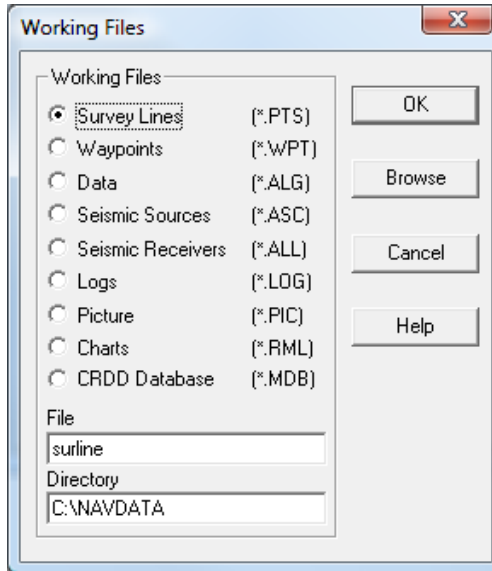 Working Files
Working Files
Survey Lines (*.PTS)
Waypoints (*.WPT)
Data (*.ALG)
Seismic Sources (*.ASC)
Seismic Receivers (*.ALL)
Logs (*.LOG)
Picture (*.PIC)
Charts (*.RML)
CRDD Database (*.MDB)
File
surline
Directory
C:\NAVDATA
OK
Browse
Cancel
Help